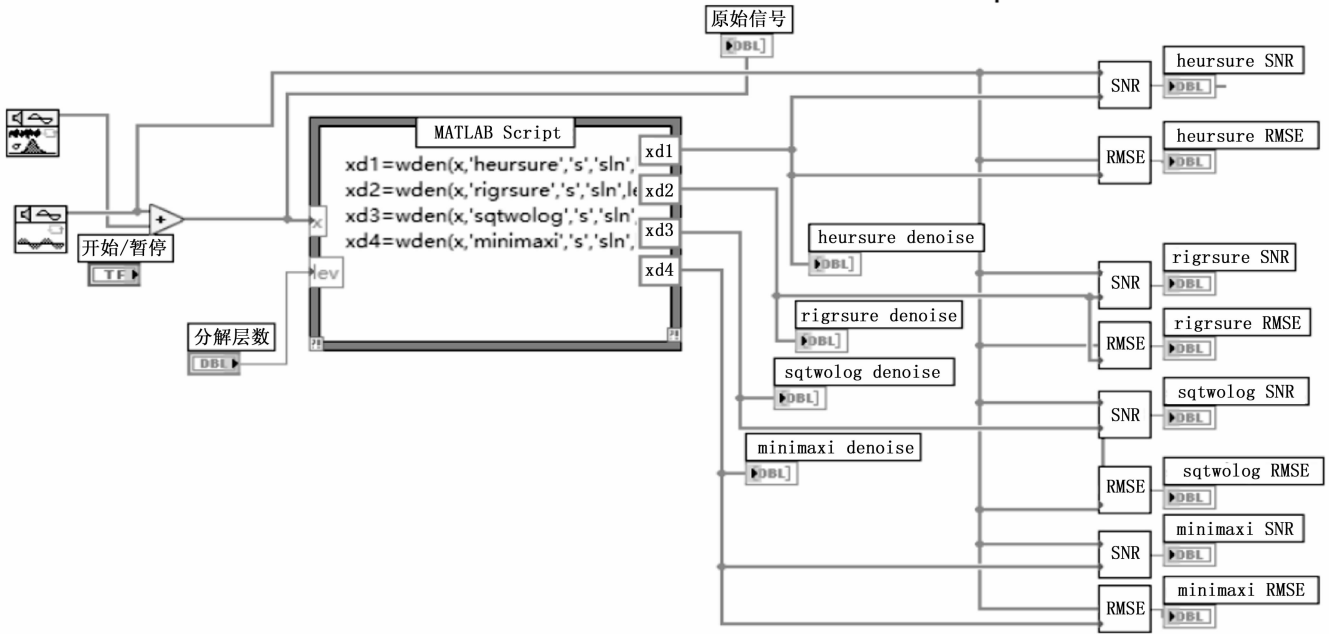 原始信号
DBL]
heursure SNR
SNR
DBL
MATLAB Script
xd1=wden(x,'heursure','s','sln',
xd1
xd2=wden(x,'rigrsure','s','sln',le
xd2
xd3=wden(x,'sqtwolog','s','sln',
xd3
xd4=wden(x,'minimaxi','s','sln',
xd4
x
lev
heursure RMSE
RMSE
DBL
+
开始/暂停
TF
heursure denoise
DBL]
rigrsure SNR
SNR
DBL
分解层数
DBL
rigrsure denoise
DBL]
rigrsure RMSE
RMSE
DBL
sqtwolog denoise
DBL]
sqtwolog SNR
SNR
DBL
minimaxi denoise
DBL]
sqtwolog RMSE
RMSE
DBL
minimaxi SNR
SNR
DBL
minimaxi RMSE
RMSE
DBL